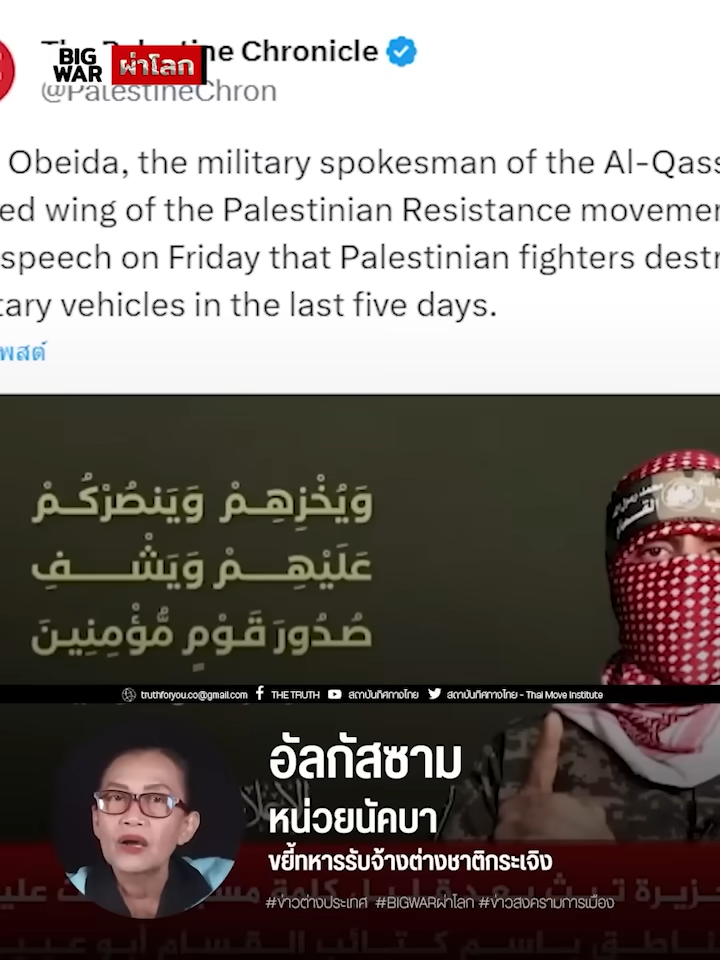 The Palestine Chronicle
BIG WAR ผ่าโลก
@PalestineChron
Obeida, the military spokesman of the Al-Qass
ed wing of the Palestinian Resistance movemen
speech on Friday that Palestinian fighters destr
tary vehicles in the last five days.
พสต์
وَيُخْزِهِمْ وَيَنصُرْكُمْ
عَلَيْهِمْ وَيَشْفِ
صُدُورَ قَوْمٍ مُّؤْمِنِينَ
truthforyou.co@gmail.com THE TRUTH สถาบันทิศทางไทย สถาบันทิศทางไทย - Thai Move Institute
อัลกัสซาม
หน่วยนัคบา
ขยี้ทหารรับจ้างต่างชาติกระเจิง
#ข่าวต่างประเทศ #BIGWARผ่าโลก #ข่าวสงครามการเมือง